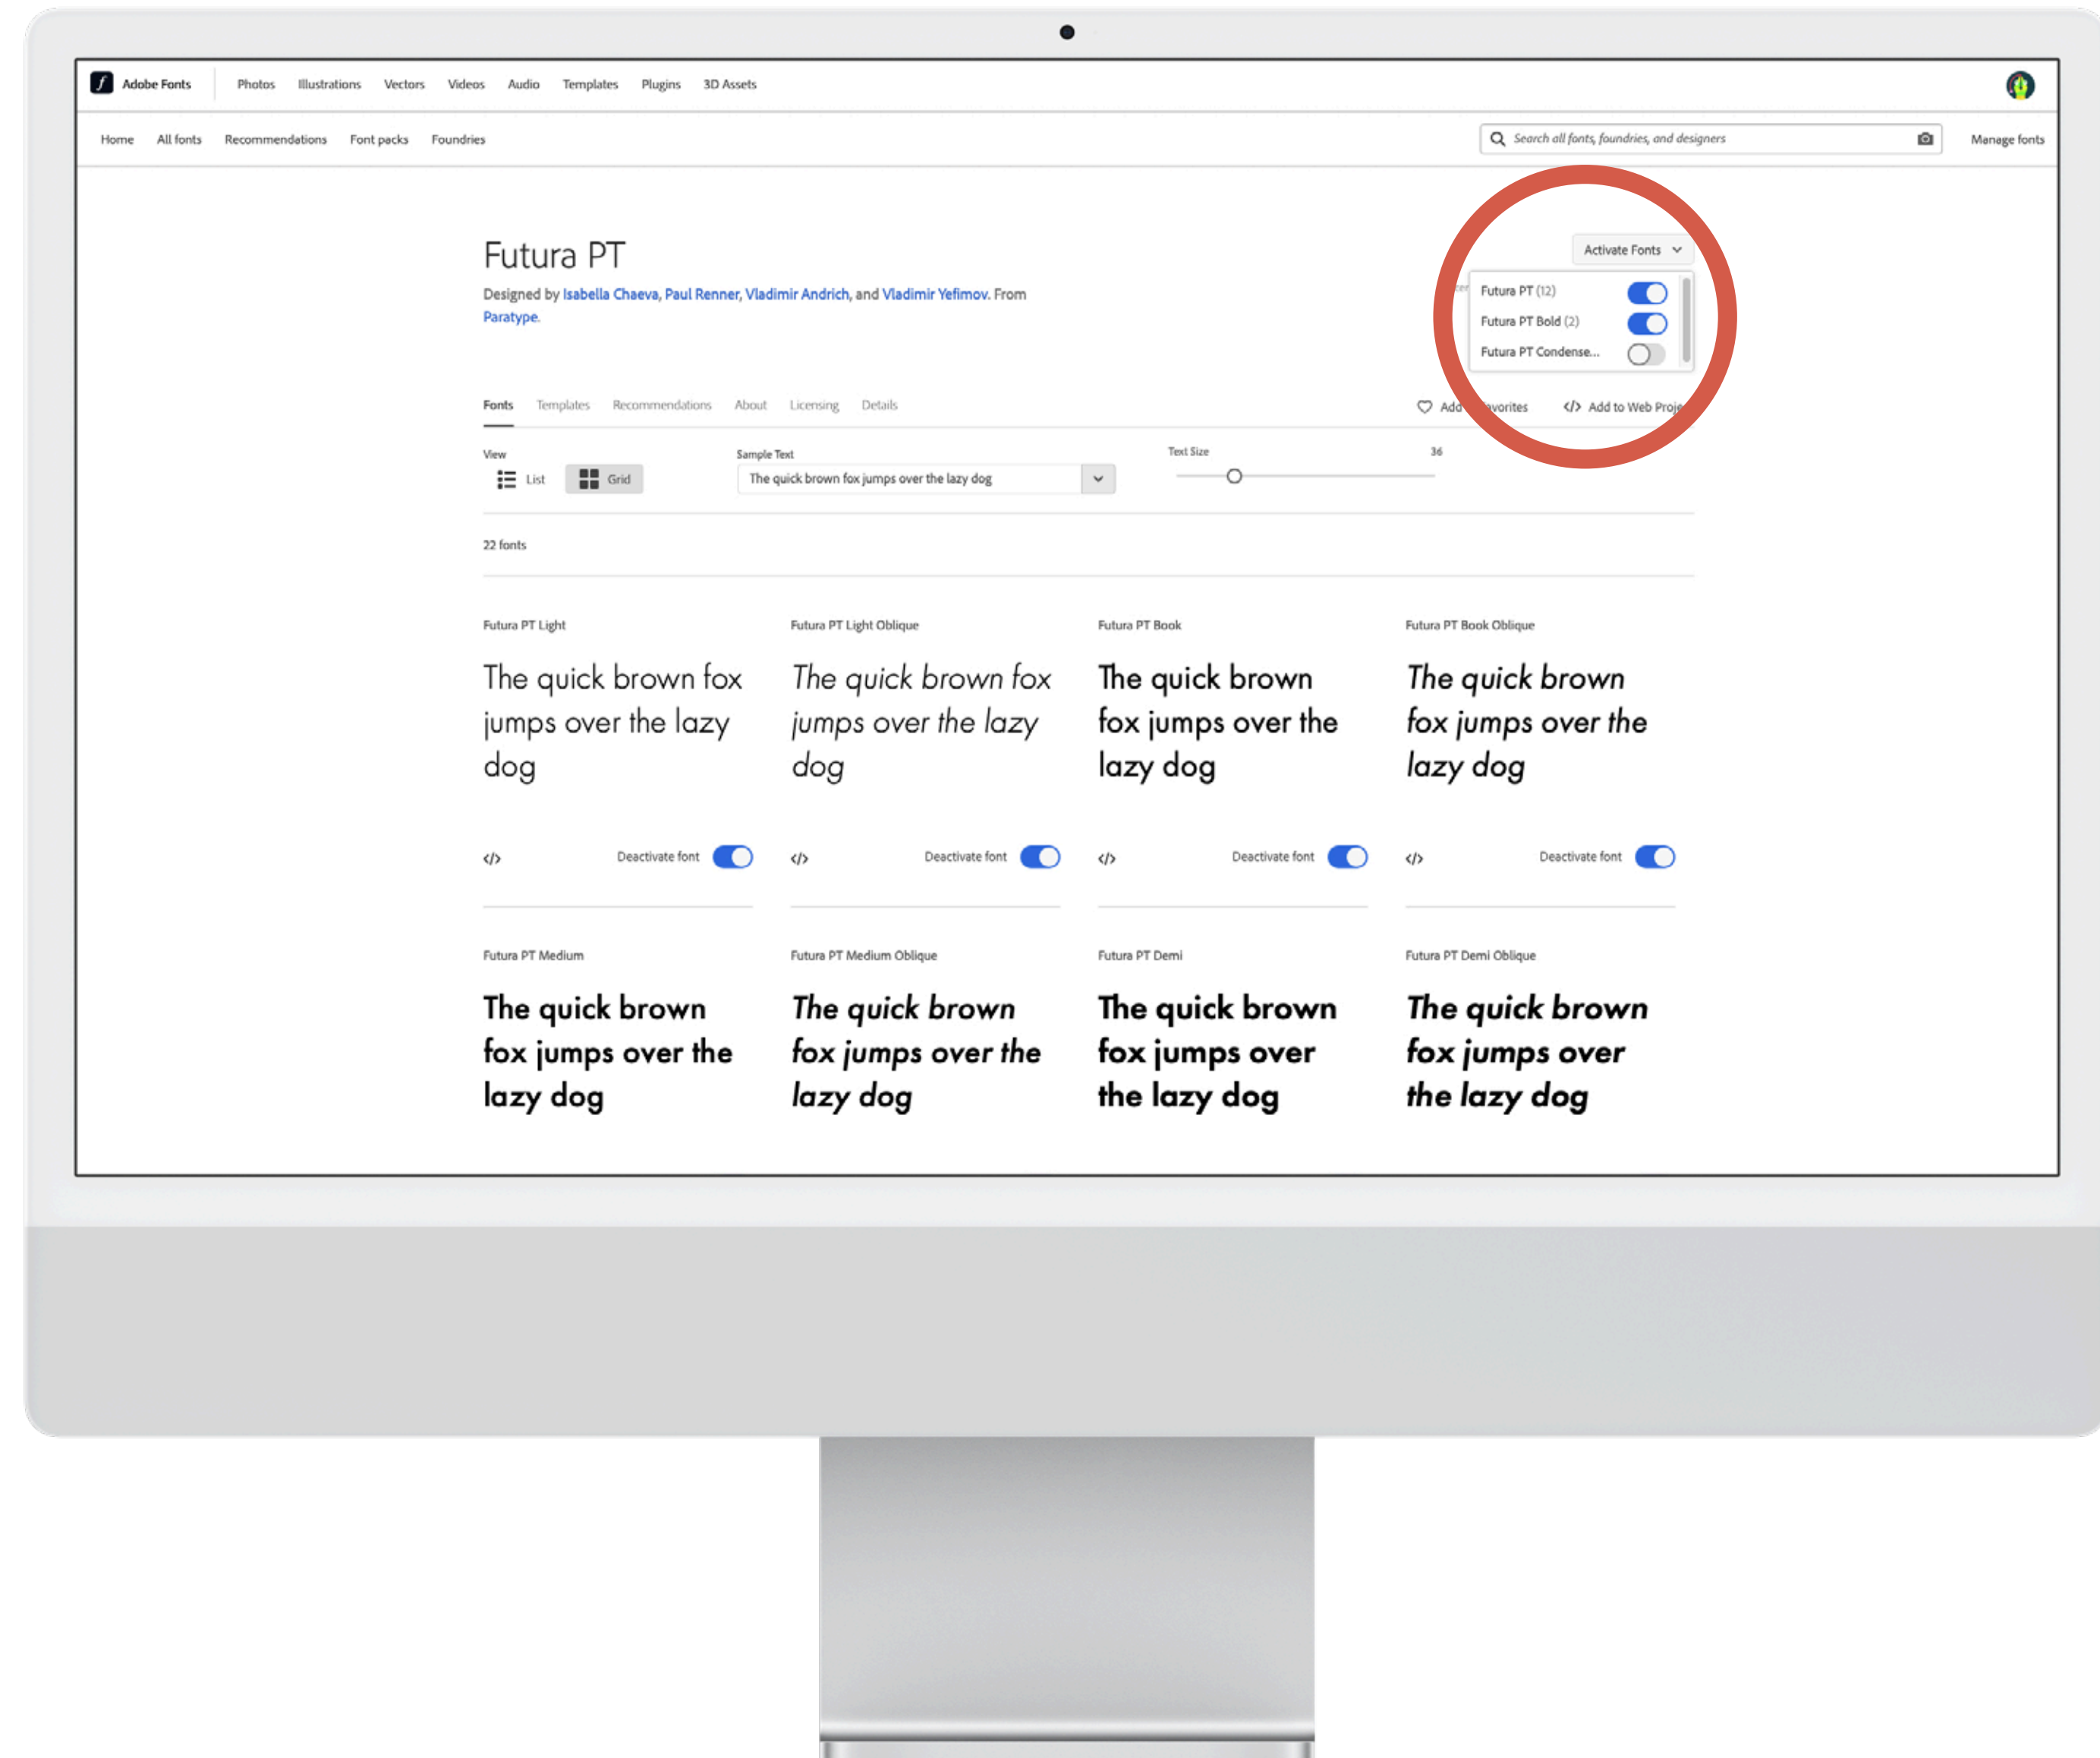 Adobe Fonts Photos Illustrations Vectors Videos Audio Templates Plugins 3D Assets
Home All fonts Recommendations Font packs Foundries Search all fonts, foundries, and designers Manage fonts
Futura PT
Activate Fonts
Designed by Isabella Chaeva, Paul Renner, Vladimir Andrich, and Vladimir Yefimov. From
Paratype.
Futura PT (12)
Futura PT Bold (2)
Futura PT Condense...
Fonts Templates Recommendations About Licensing Details Add to Web
View
List Grid
Sample Text
The quick brown fox jumps over the lazy dog
Text Size 36
22 fonts
Futura PT Light
The quick brown fox
jumps over the lazy
dog
Deactivate font
Futura PT Light Oblique
The quick brown fox
jumps over the lazy
dog
Deactivate font
Futura PT Book
The quick brown
fox jumps over the
lazy dog
Deactivate font
Futura PT Book Oblique
The quick brown
fox jumps over the
lazy dog
Deactivate font
Futura PT Medium
The quick brown
fox jumps over the
lazy dog
Futura PT Medium Oblique
The quick brown
fox jumps over the
lazy dog
Futura PT Demi
The quick brown
fox jumps over
the lazy dog
Futura PT Demi Oblique
The quick brown
fox jumps over
the lazy dog